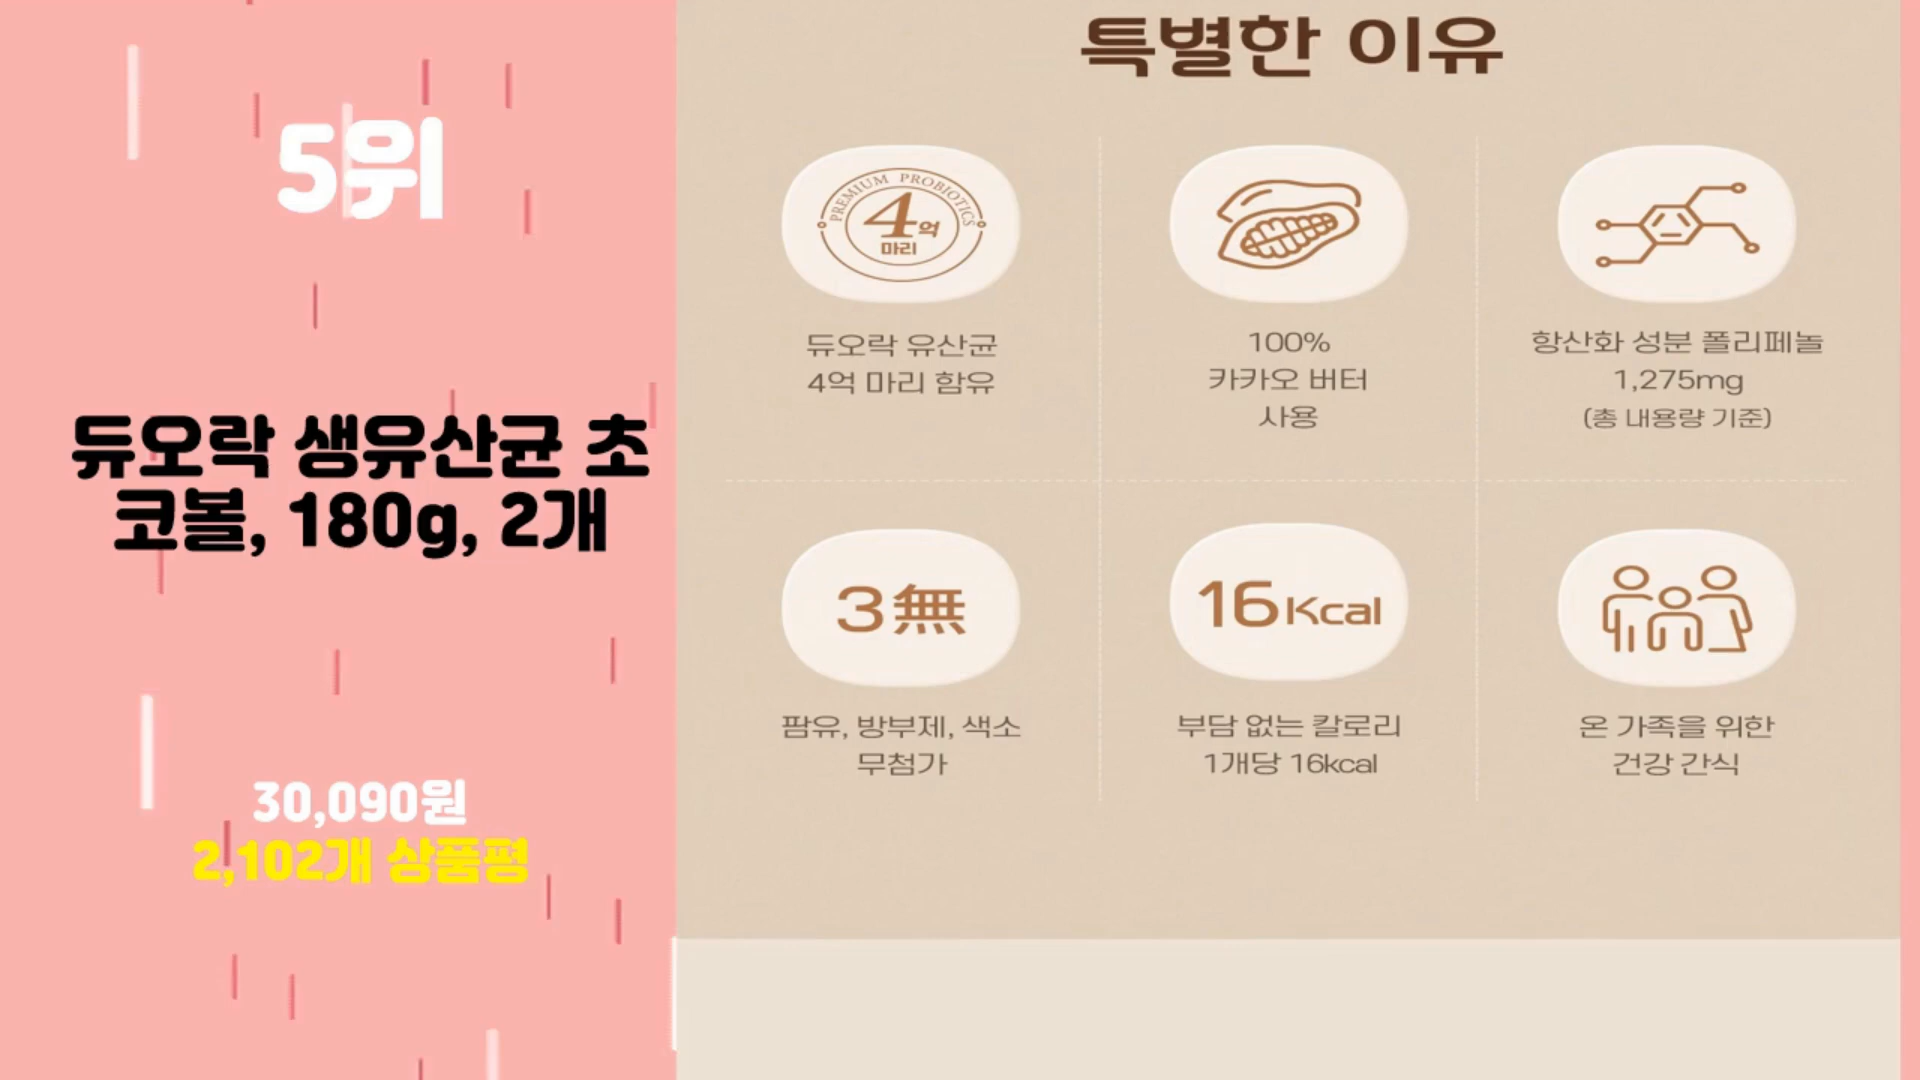 5위
듀오락 생유산균 초
코볼, 180g, 2개
30,090원
2,102개 상품평
특별한 이유
PREMIUM PROBIOTICS
4억
마리
듀오락 유산균
4억 마리 함유
100%
카카오 버터
사용
항산화 성분 폴리페놀
1,275mg
(총 내용량 기준)
3無
팜유, 방부제, 색소
무첨가
16Kcal
부담 없는 칼로리
1개당 16kcal
온 가족을 위한
건강 간식